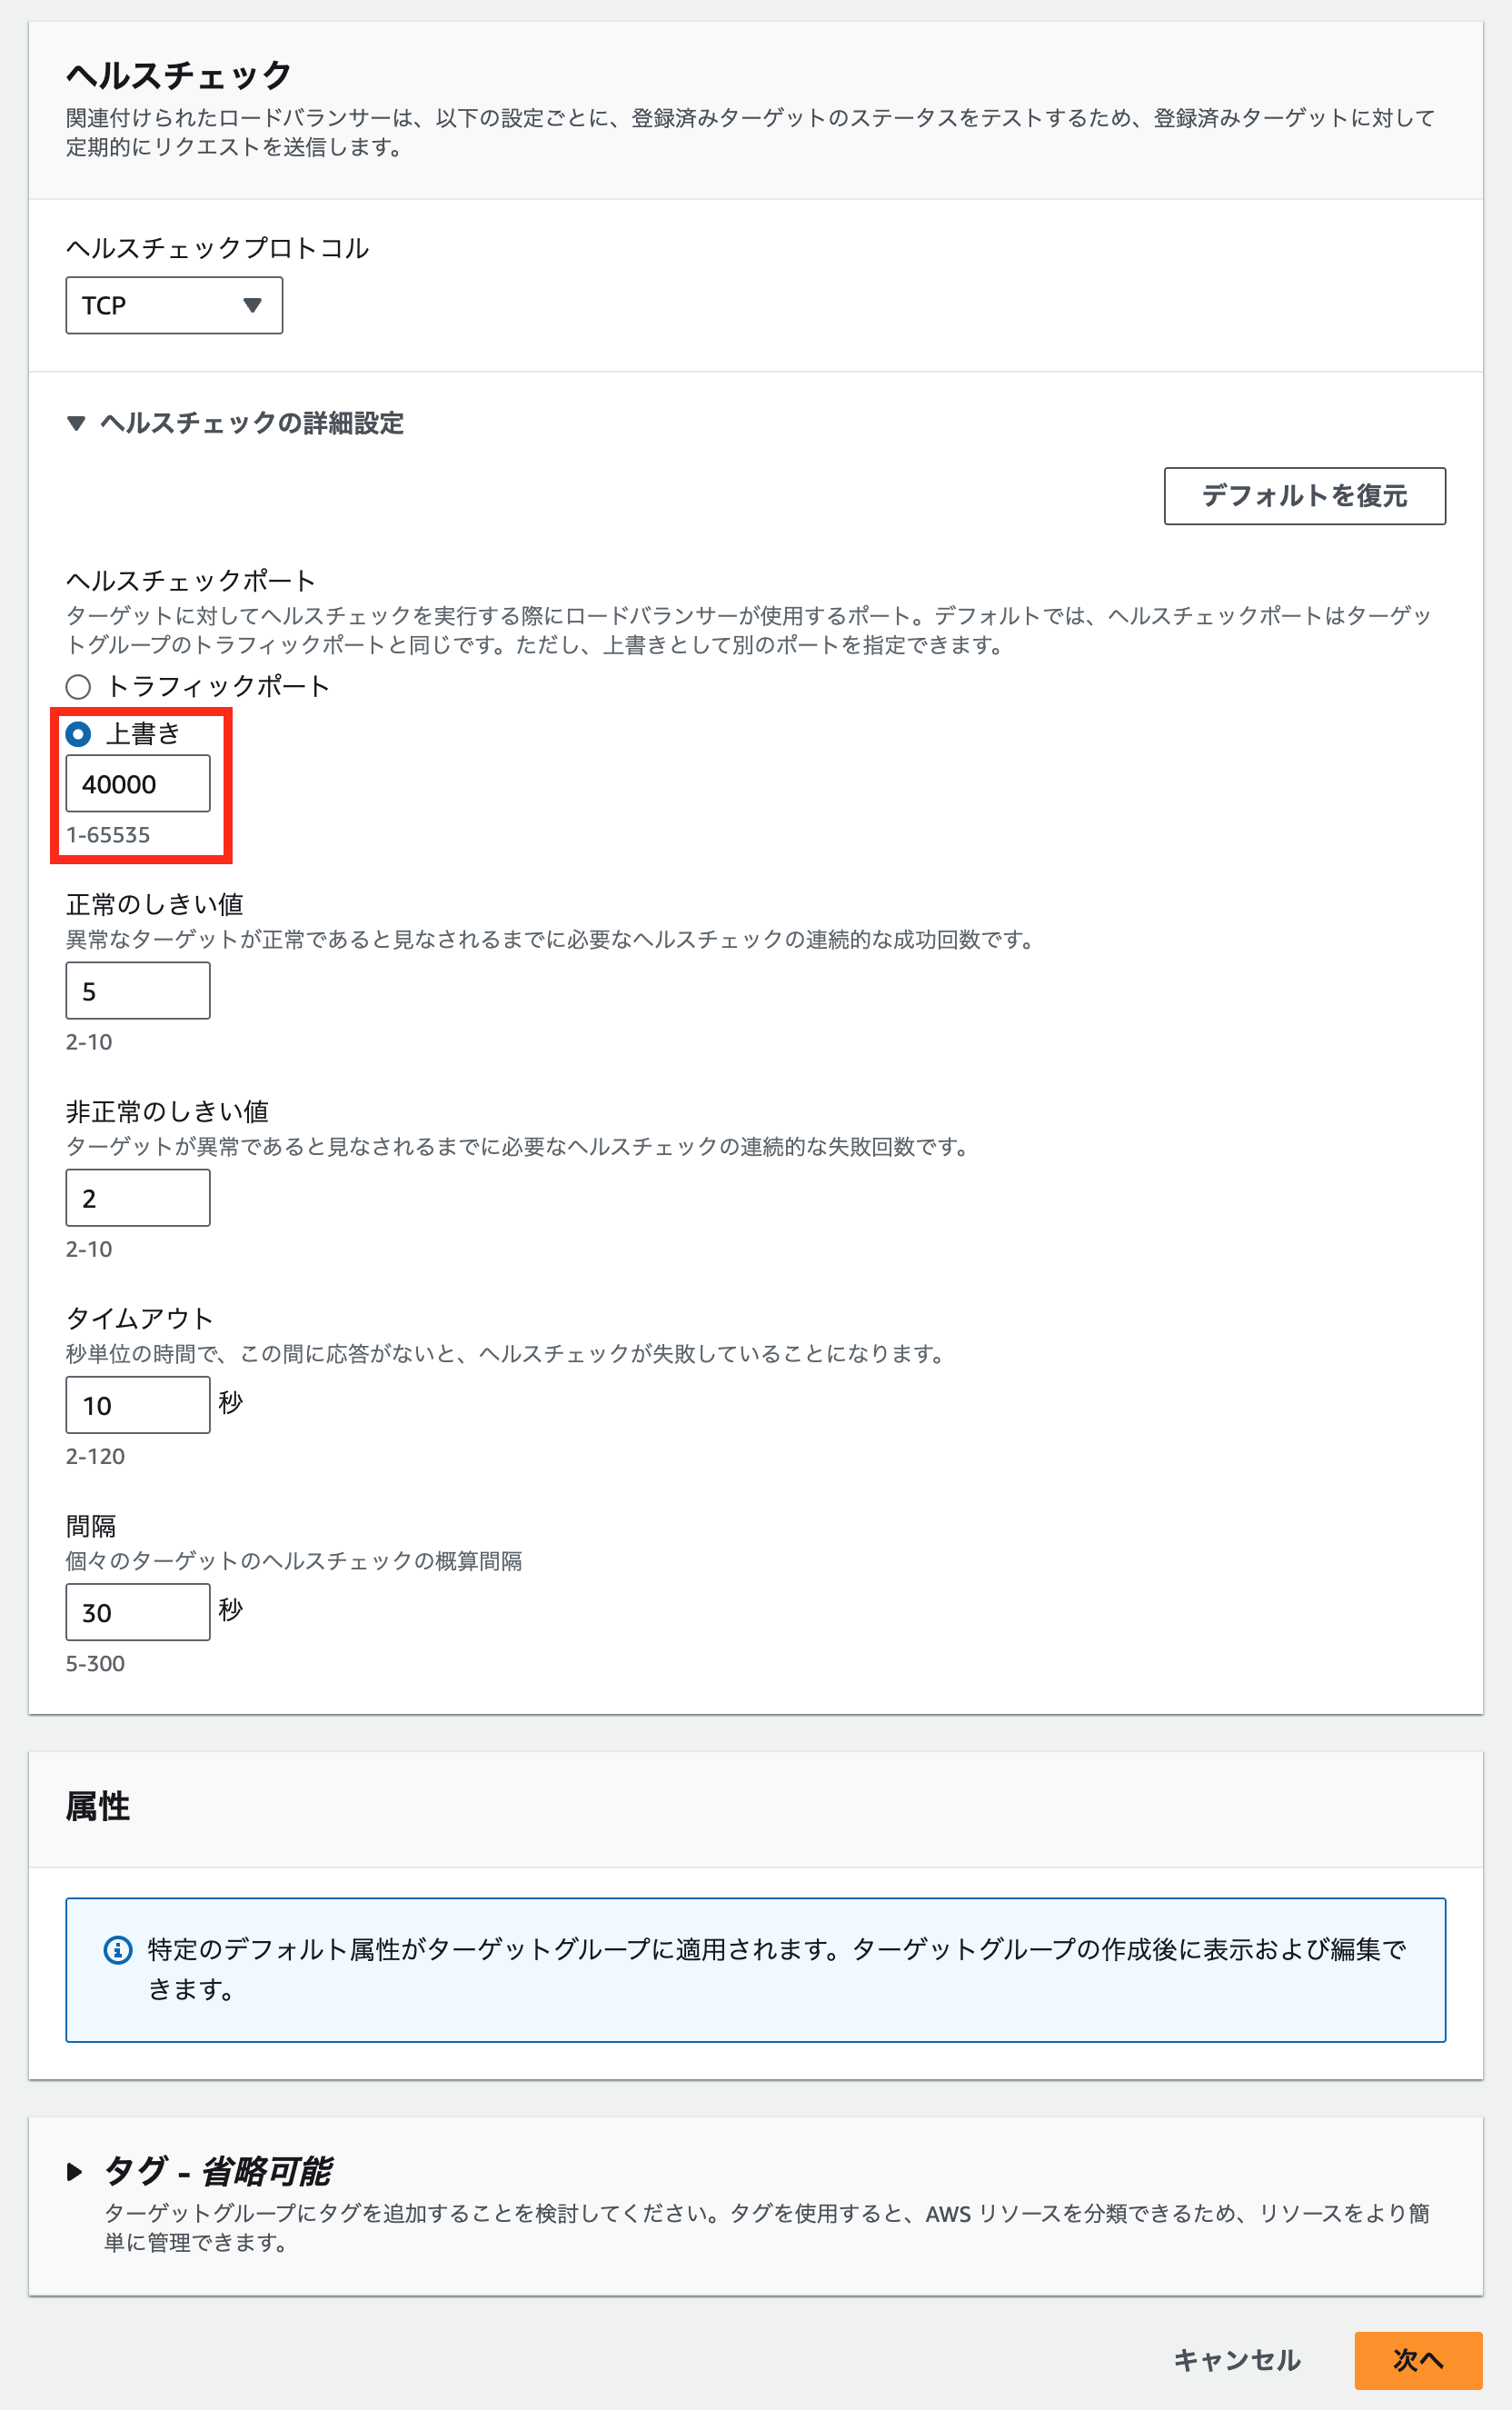 ヘルスチェック
関連付けられたロードバランサーは、以下の設定ごとに、登録済みターゲットのステータスをテストするため、登録済みターゲットに対して
定期的にリクエストを送信します。
ヘルスチェックプロトコル
TCP
ヘルスチェックの詳細設定
デフォルトを復元
ヘルスチェックポート
ターゲットに対してヘルスチェックを実行する際にロードバランサーが使用するポート。デフォルトでは、ヘルスチェックポートはターゲッ
トグループのトラフィックポートと同じです。ただし、上書きとして別のポートを指定できます。
トラフィックポート
上書き
40000
1-65535
正常のしきい値
異常なターゲットが正常であると見なされるまでに必要なヘルスチェックの連続的な成功回数です。
5
2-10
非正常のしきい値
ターゲットが異常であると見なされるまでに必要なヘルスチェックの連続的な失敗回数です。
2
2-10
タイムアウト
秒単位の時間で、この間に応答がないと、ヘルスチェックが失敗していることになります。
10 秒
2-120
間隔
個々のターゲットのヘルスチェックの概算間隔
30 秒
5-300
属性
特定のデフォルト属性がターゲットグループに適用されます。ターゲットグループの作成後に表示および編集で
きます。
タグ - 省略可能
ターゲットグループにタグを追加することを検討してください。タグを使用すると、AWS リソースを分類できるため、リソースをより簡
単に管理できます。
キャンセル 次へ